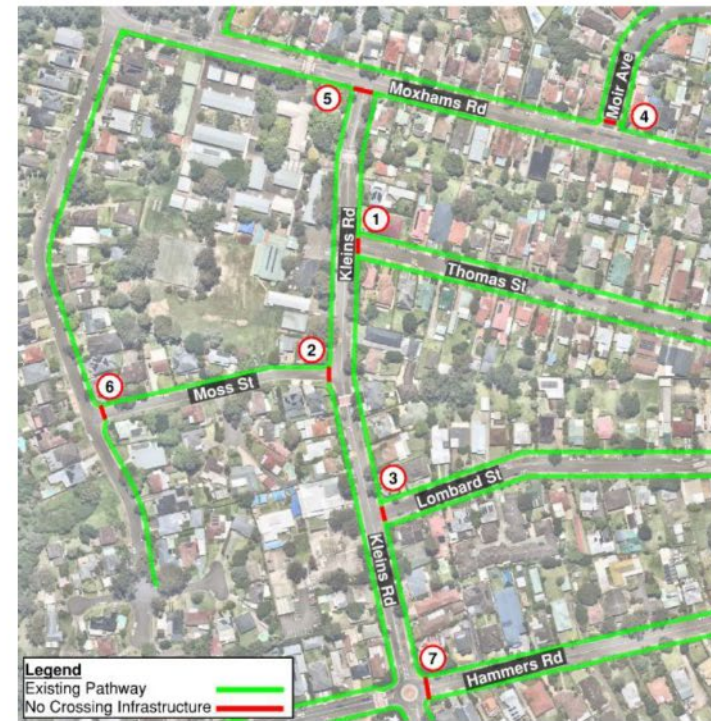 5
Moxhams Rd
Moir Ave
4
1
Kleins Rd
Thomas St
2
6
Moss St
3
Lombard St
Kleins Rd
7
Hammers Rd
Legend
Existing Pathway
No Crossing Infrastructure